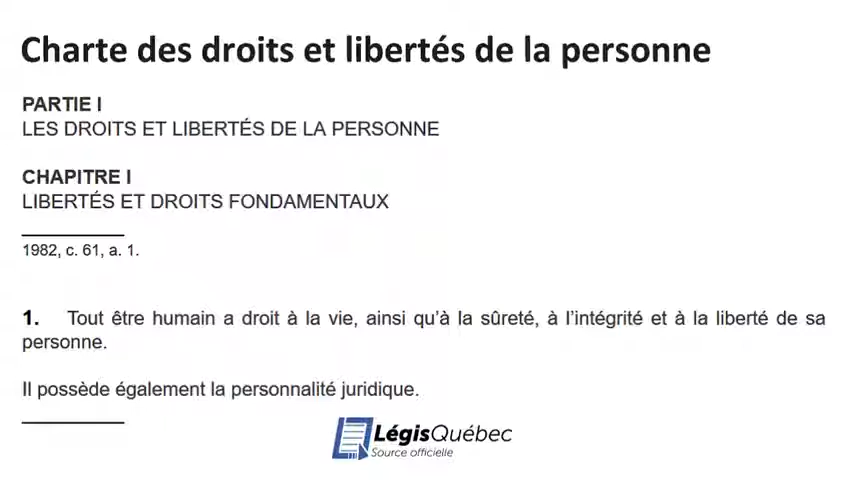 Charte des droits et libertés de la personne
PARTIE I
LES DROITS ET LIBERTÉS DE LA PERSONNE
CHAPITRE I
LIBERTÉS ET DROITS FONDAMENTAUX
1982, c. 61, a. 1.
1. Tout être humain a droit à la vie, ainsi qu’à la sûreté, à l’intégrité et à la liberté de sa
personne.
Il possède également la personnalité juridique.
LégisQuébec
Source officielle